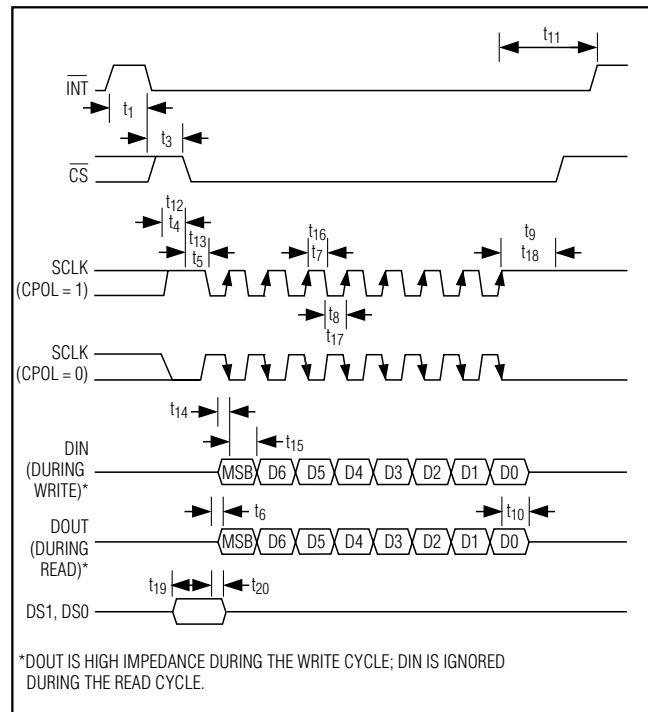 t11
INT
t1
t3
CS
t12
t4
t13
t5
t16
t7
t9
t18
SCLK
(CPOL = 1)
t8
t17
SCLK
(CPOL = 0)
t14
t15
DIN
(DURING
WRITE)*
MSB D6 D5 D4 D3 D2 D1 D0
t6
t10
DOUT
(DURING
READ)*
MSB D6 D5 D4 D3 D2 D1 D0
t19
t20
DS1, DS0
*DOUT IS HIGH IMPEDANCE DURING THE WRITE CYCLE; DIN IS IGNORED
DURING THE READ CYCLE.